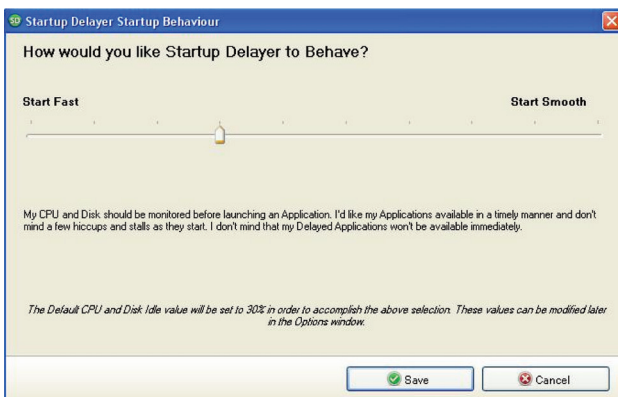 Startup Delayer Startup Behaviour
How would you like Startup Delayer to Behave?
Start Fast
Start Smooth
My CPU and Disk should be monitored before launching an Application. I'd like my Applications available in a timely manner and don't
mind a few hiccups and stalls as they start. I don't mind that my Delayed Applications won't be available immediately.
The Default CPU and Disk Idle value will be set to 30% in order to accomplish the above selection. These values can be modified later
in the Options window.
Save
Cancel